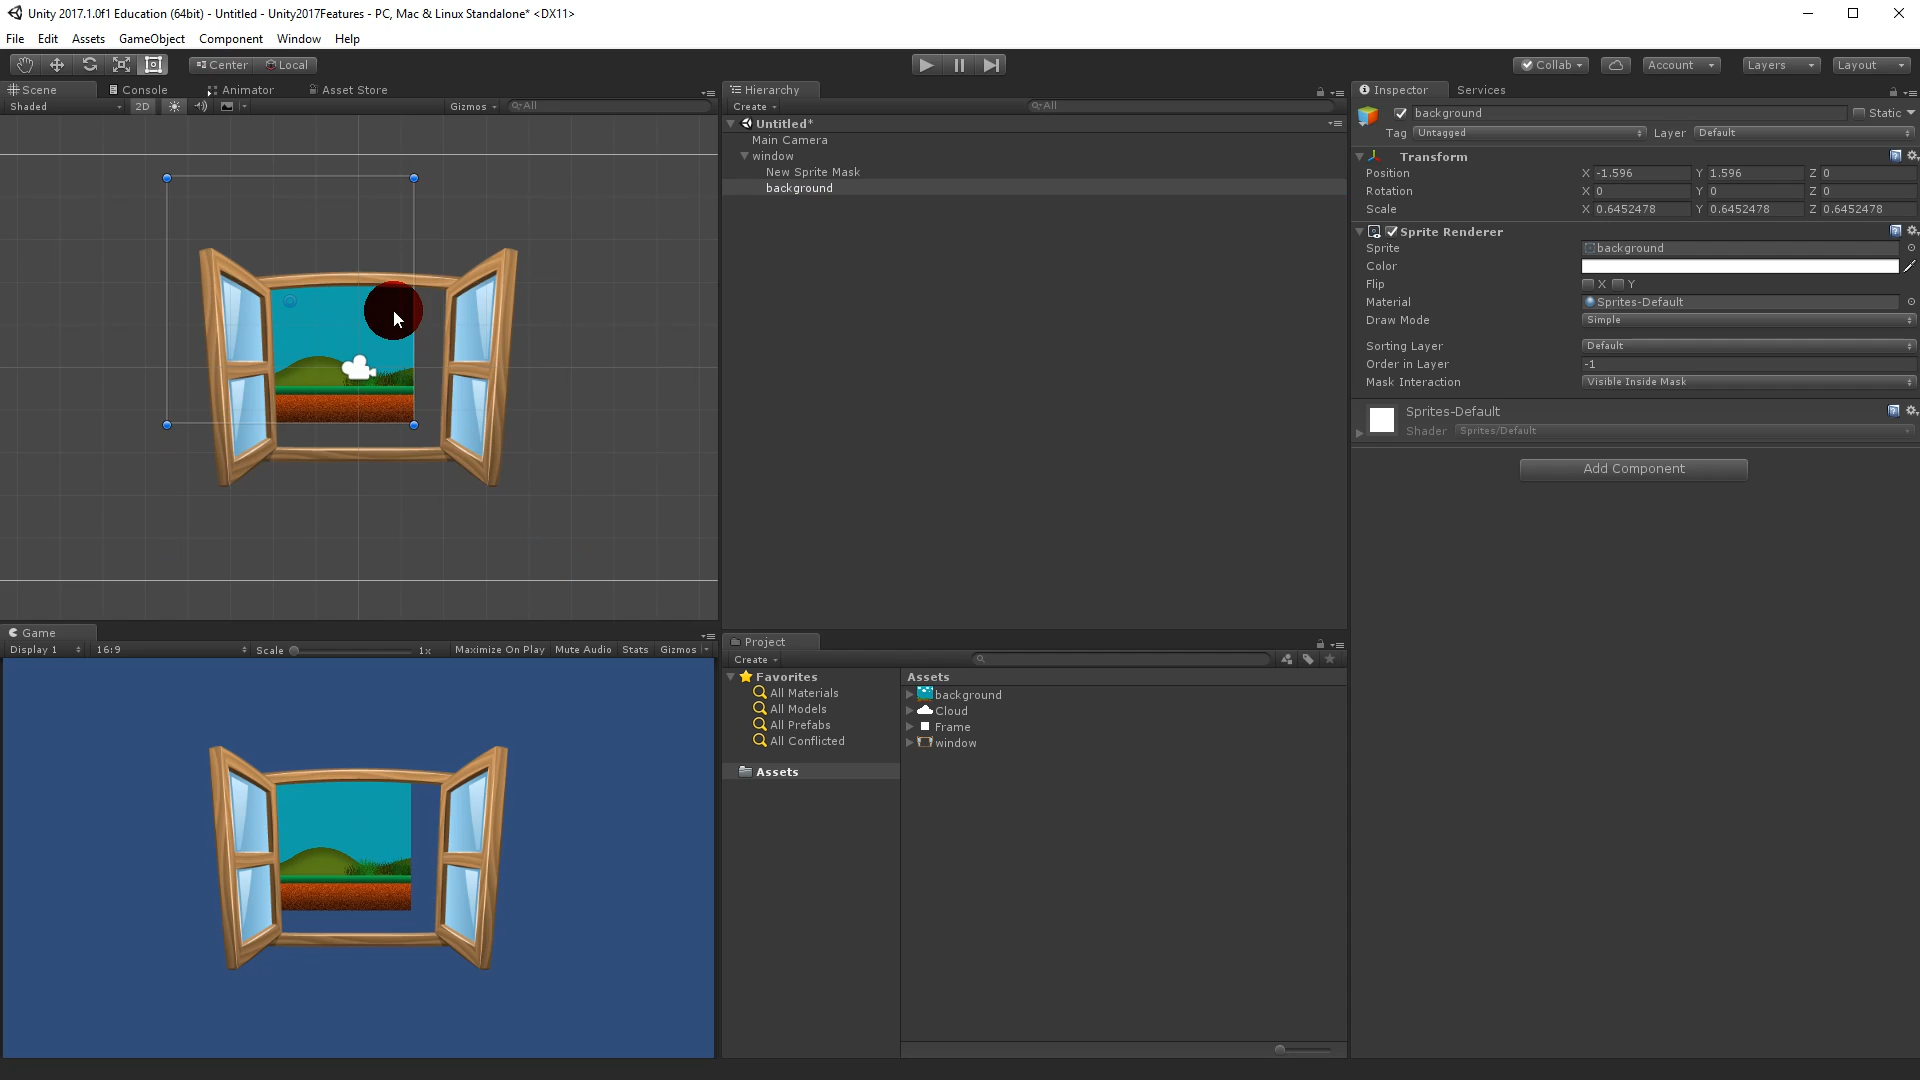 Unity 2017.1.0f1 Education (64bit) - Untitled - Unity2017Features - PC, Mac & Linux Standalone* <DX11>
File Edit Assets GameObject Component Window Help
Center Local Collab Account Layers Layout
Scene Console Animator Asset Store
Shaded 2D Gizmos All
Hierarchy
Create All
Untitled*
Main Camera
window
New Sprite Mask
background
Inspector Services
background Static
Tag Untagged Layer Default
Transform
Position X -1.596 Y 1.596 Z 0
Rotation X 0 Y 0 Z 0
Scale X 0.6452478 Y 0.6452478 Z 0.6452478
Sprite Renderer
Sprite background
Color
Flip X Y
Material Sprites-Default
Draw Mode Simple
Sorting Layer Default
Order in Layer -1
Mask Interaction Visible Inside Mask
Sprites-Default
Shader Sprites/Default
Add Component
Game
Display 1 16:9 Scale 1x Maximize On Play Mute Audio Stats Gizmos
Project
Create
Favorites
All Materials
All Models
All Prefabs
All Conflicted
Assets
Assets
background
Cloud
Frame
window